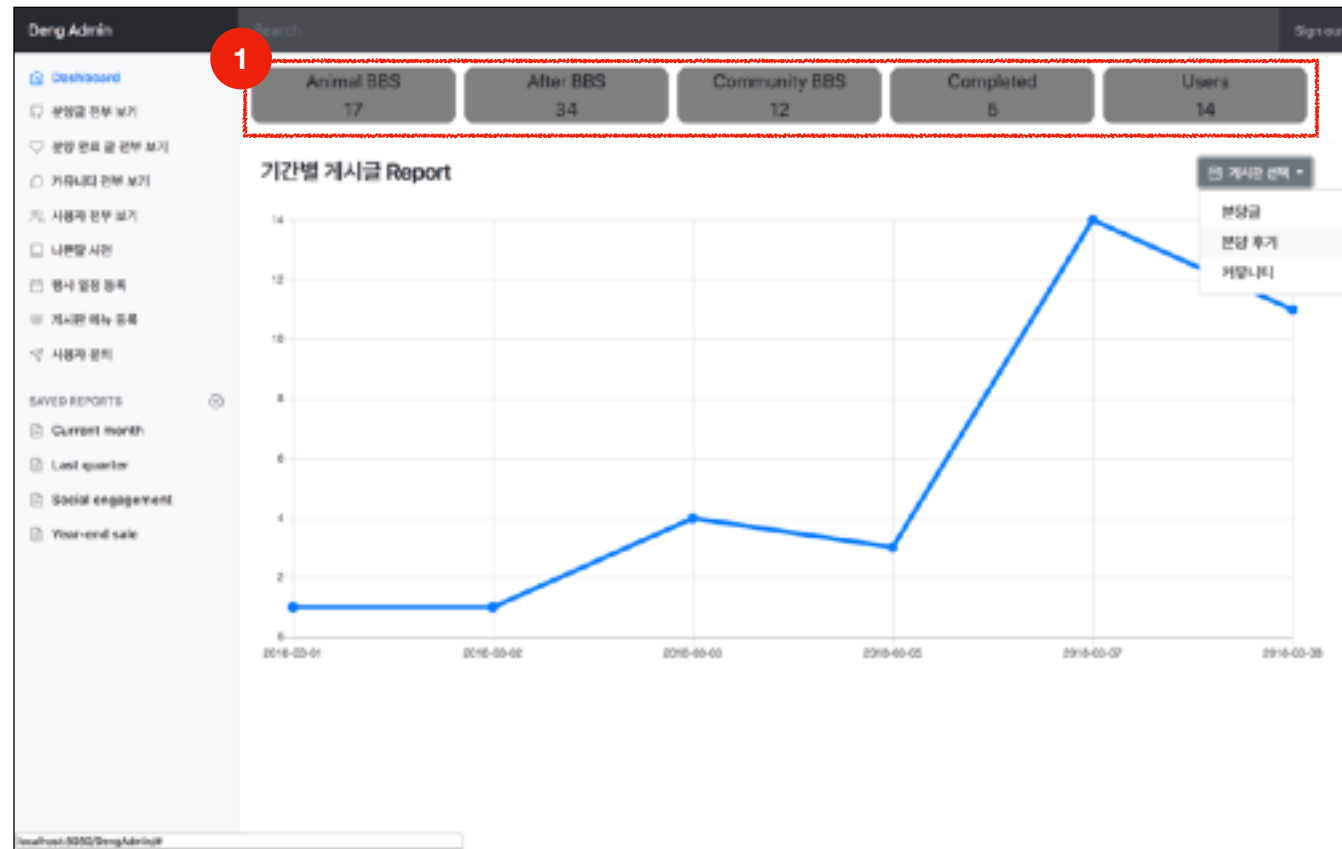 Deng Admin
Search
Sign out
1
Animal BBS
17
After BBS
34
Community BBS
12
Completed
Users
14
Dashboard
분양글 전부 보기
분양 완료 글 전부 보기
커뮤니티 전부 보기
사용자 전부 보기
나쁜말 사전
행사 일정 등록
게시판 메뉴 등록
사용자 문의
SAVED REPORTS
Current month
Last quarter
Social engagement
Year-end sale
기간별 게시글 Report
게시판 선택
분양글
분양 후기
커뮤니티
14
12
10
8
6
4
2
0